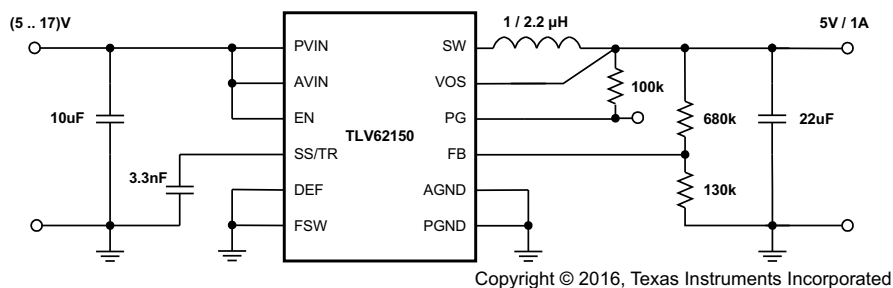 (5 .. 17)V
1 / 2.2 µH
5V / 1A
PVIN
SW
AVIN
VOS
100k
10uF
EN
PG
680k
22uF
TLV62150
SS/TR
FB
3.3nF
DEF
AGND
130k
FSW
PGND
Copyright © 2016, Texas Instruments Incorporated